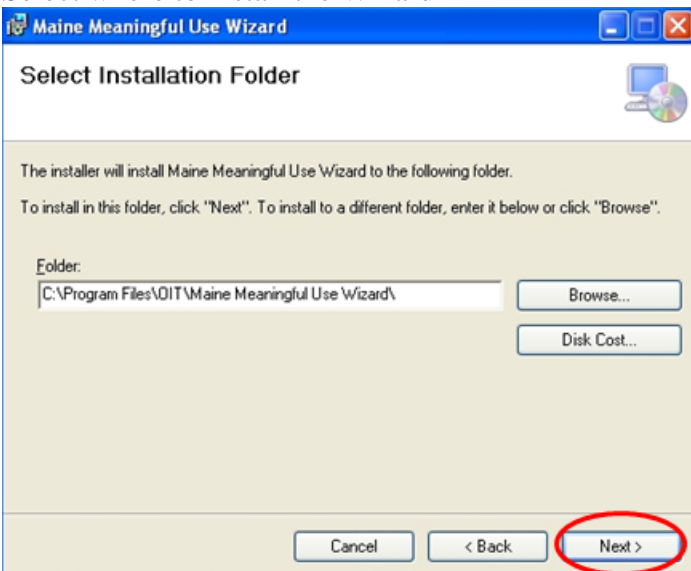 Maine Meaningful Use Wizard
Select Installation Folder
The installer will install Maine Meaningful Use Wizard to the following folder.
To install in this folder, click "Next". To install to a different folder, enter it below or click "Browse".
Folder:
C:\Program Files\OIT\Maine Meaningful Use Wizard\
Browse...
Disk Cost...
Cancel
< Back
Next >